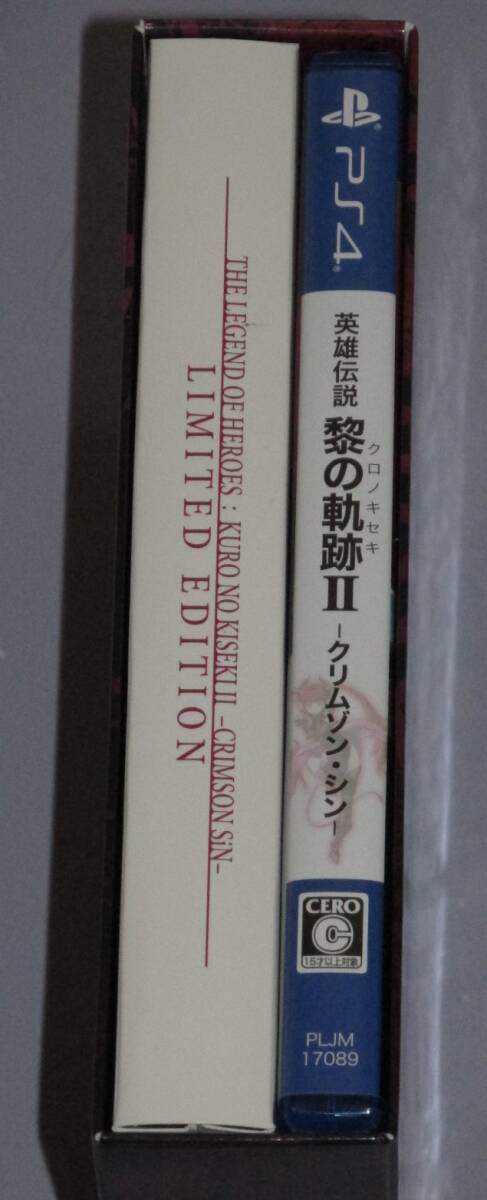 THE LEGEND OF HEROES : KURO NO KISEKI II –CRIMSON SiN–
LIMITED EDITION
PS4
英雄伝説
黎の軌跡II
クロノキセキ
－クリムゾン・シン－
CERO
C
15才以上対象
PLJM
17089